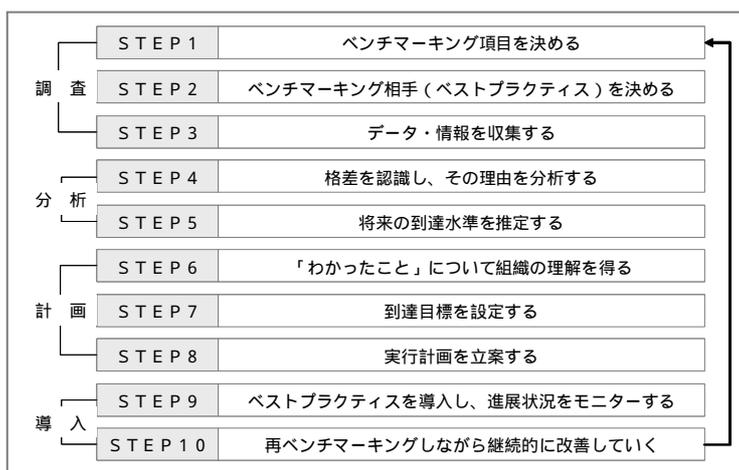 STEP1 ベンチマーキング項目を決める
調 査 STEP2 ベンチマーキング相手(ベストプラクティス)を決める
STEP3 データ・情報を収集する
STEP4 格差を認識し、その理由を分析する
分 析
STEP5 将来の到達水準を推定する
STEP6 「わかったこと」について組織の理解を得る
計 画 STEP7 到達目標を設定する
STEP8 実行計画を立案する
STEP9 ベストプラクティスを導入し、進展状況をモニターする
導 入
STEP10 再ベンチマーキングしながら継続的に改善していく